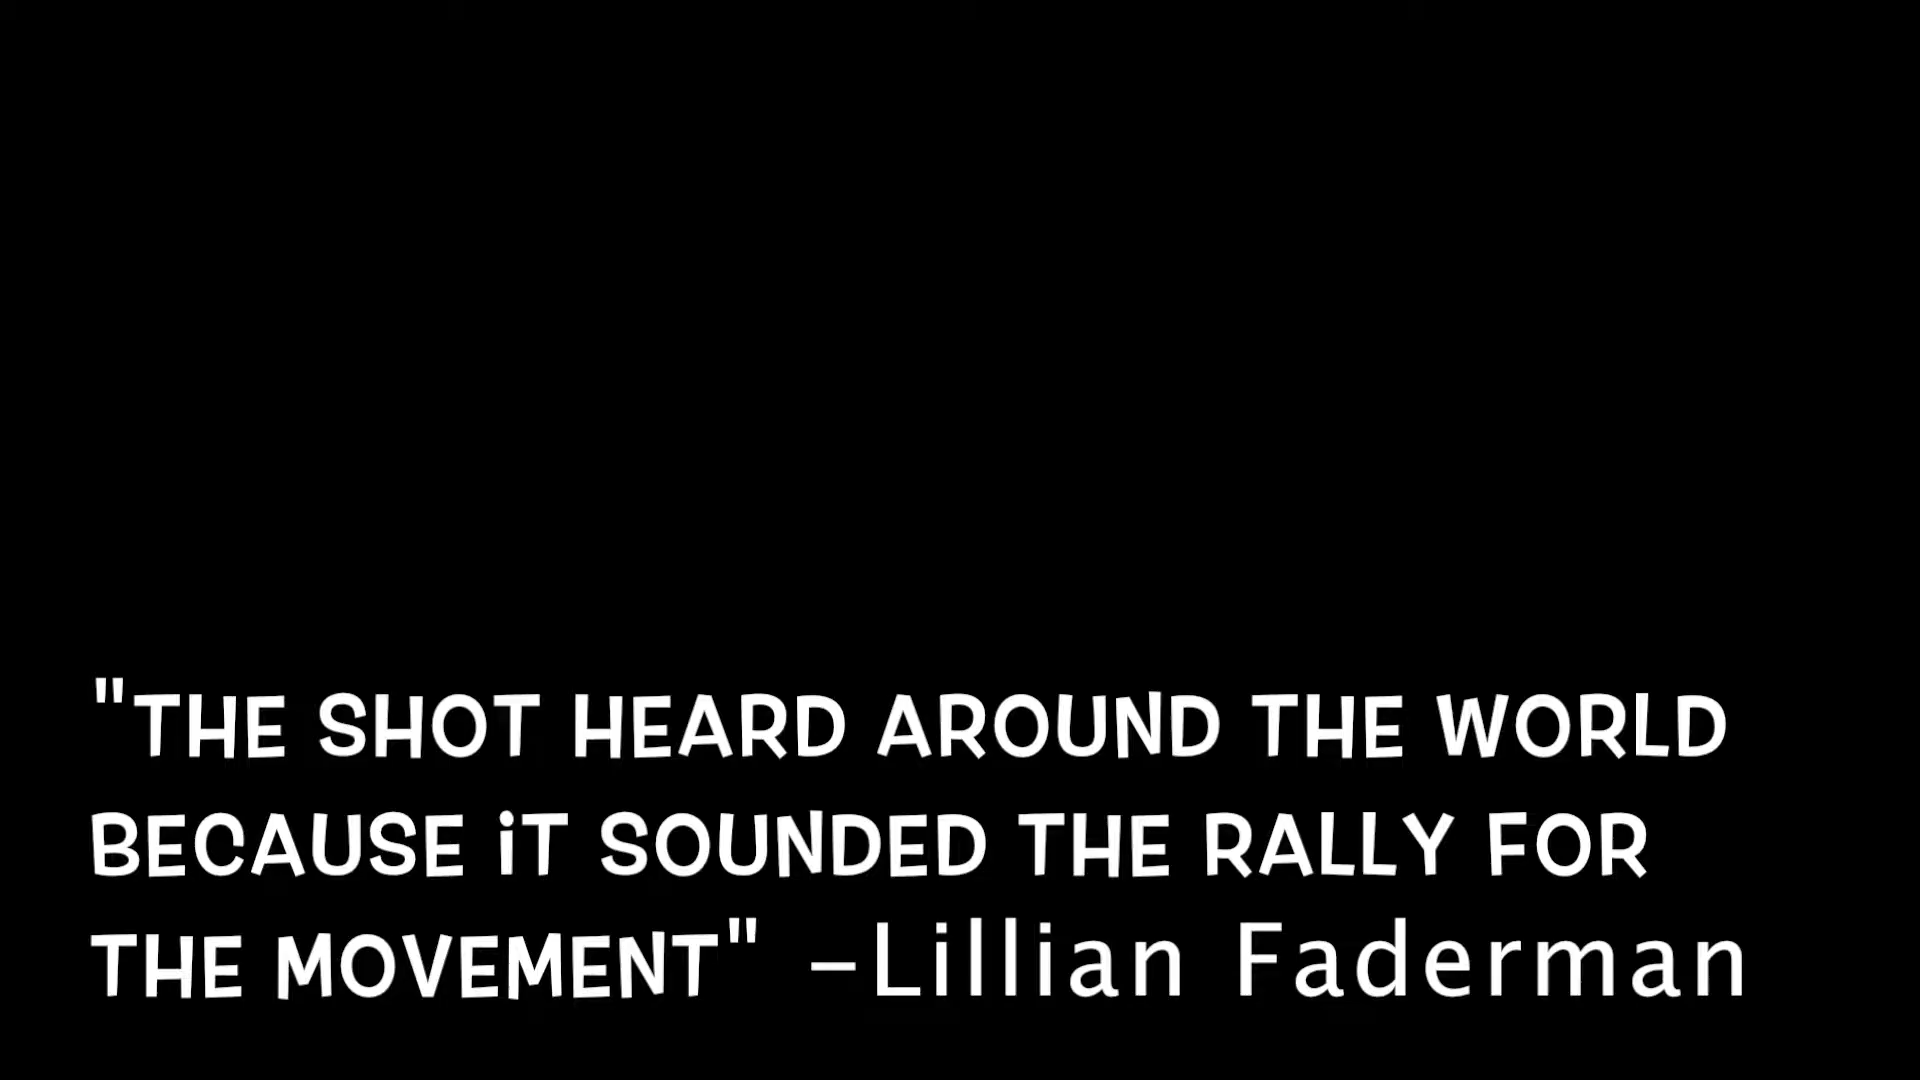 "THE SHOT HEARD AROUND THE WORLD
BECAUSE iT SOUNDED THE RALLY FOR
THE MOVEMENT" –Lillian Faderman